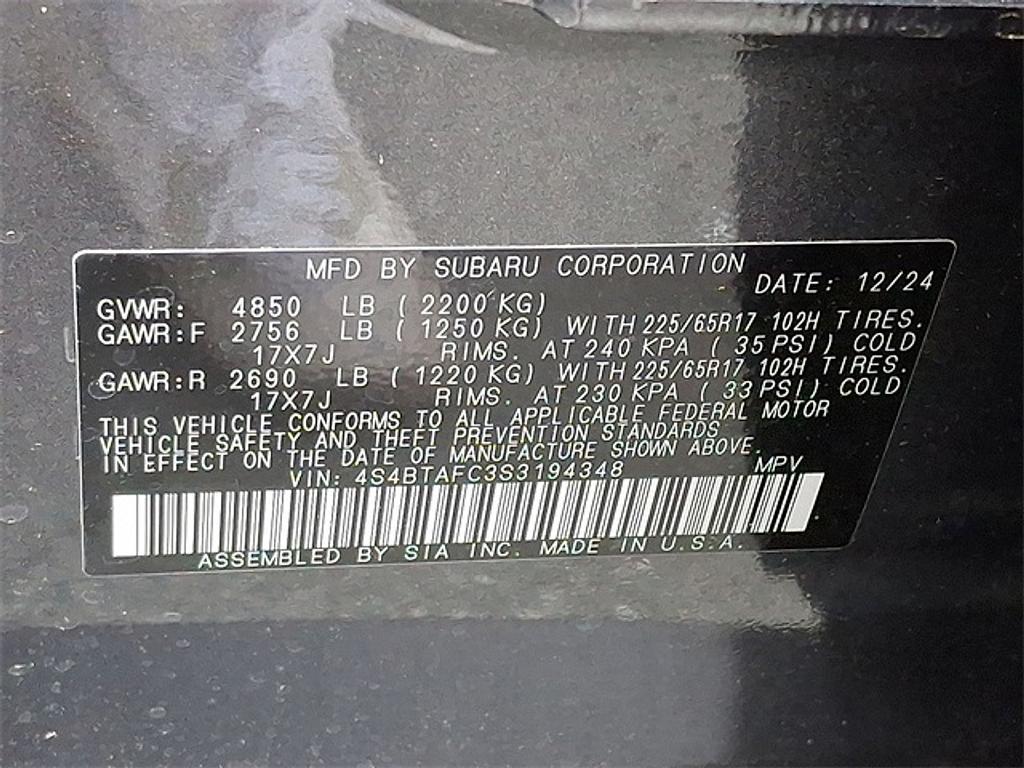 MFD BY SUBARU CORPORATION
DATE: 12/24
GVWR: 4850 LB ( 2200 KG)
GAWR:F 2756 LB ( 1250 KG) WITH 225/65R17 102H TIRES.
17X7J RIMS. AT 240 KPA ( 35 PSI) COLD
GAWR:R 2690 LB ( 1220 KG) WITH 225/65R17 102H TIRES.
17X7J RIMS. AT 230 KPA ( 33 PSI) COLD
THIS VEHICLE CONFORMS TO ALL APPLICABLE FEDERAL MOTOR
VEHICLE SAFETY AND THEFT PREVENTION STANDARDS
IN EFFECT ON THE DATE OF MANUFACTURE SHOWN ABOVE.
VIN: 4S4BTAFC3S3194348 MPV
ASSEMBLED BY SIA INC. MADE IN U.S.A.